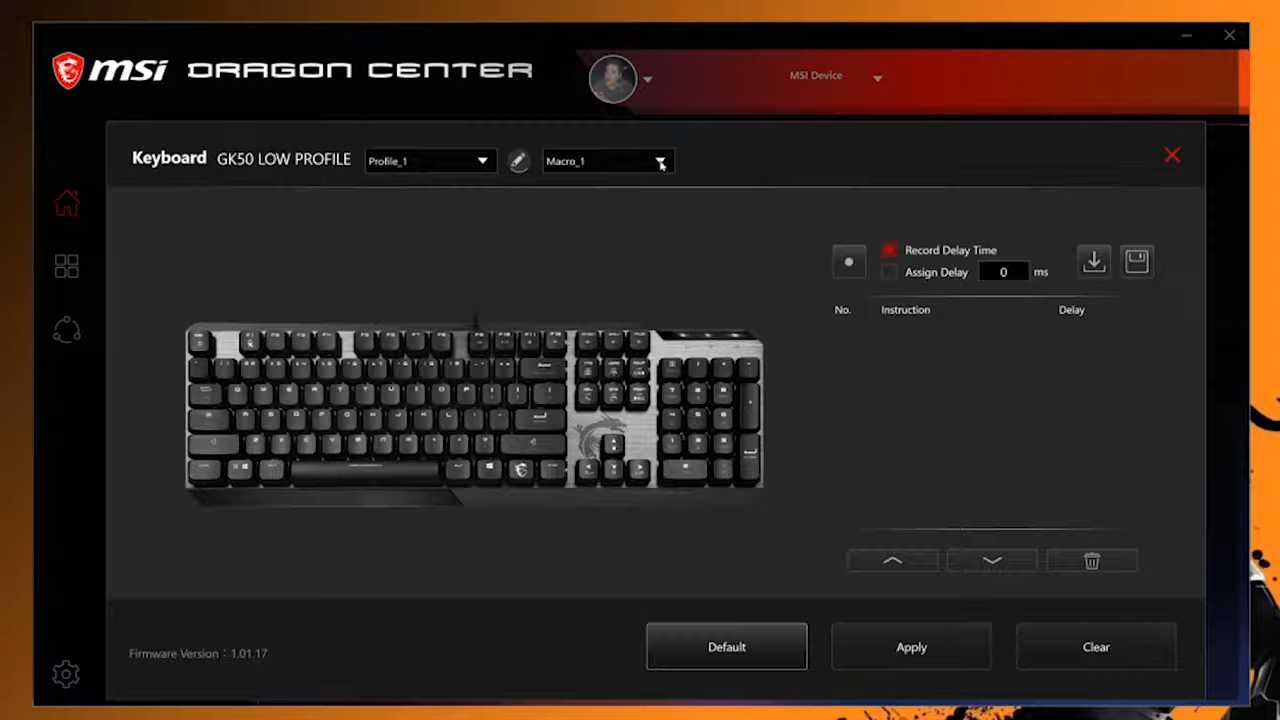 msi DRAGON CENTER
MSI Device
Keyboard GK50 LOW PROFILE Profile_1 Macro_1
Record Delay Time
Assign Delay 0 ms
No. Instruction Delay
Default Apply Clear
Firmware Version : 1.01.17